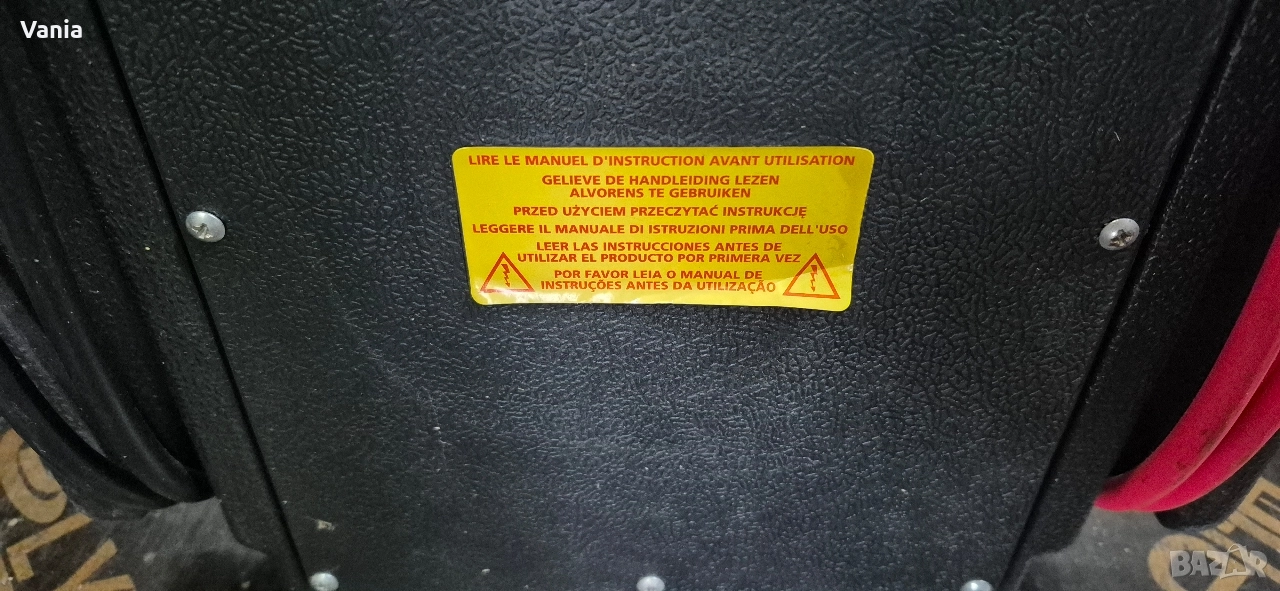 Vania
LIRE LE MANUEL D'INSTRUCTION AVANT UTILISATION
GELIEVE DE HANDLEIDING LEZEN
ALVORENS TE GEBRUIKEN
PRZED UŻYCIEM PRZECZYTAĆ INSTRUKCJĘ
LEGGERE IL MANUALE DI ISTRUZIONI PRIMA DELL'USO
LEER LAS INSTRUCCIONES ANTES DE
UTILIZAR EL PRODUCTO POR PRIMERA VEZ
POR FAVOR LEIA O MANUAL DE
INSTRUÇÕES ANTES DA UTILIZAÇÃO
BAZAR